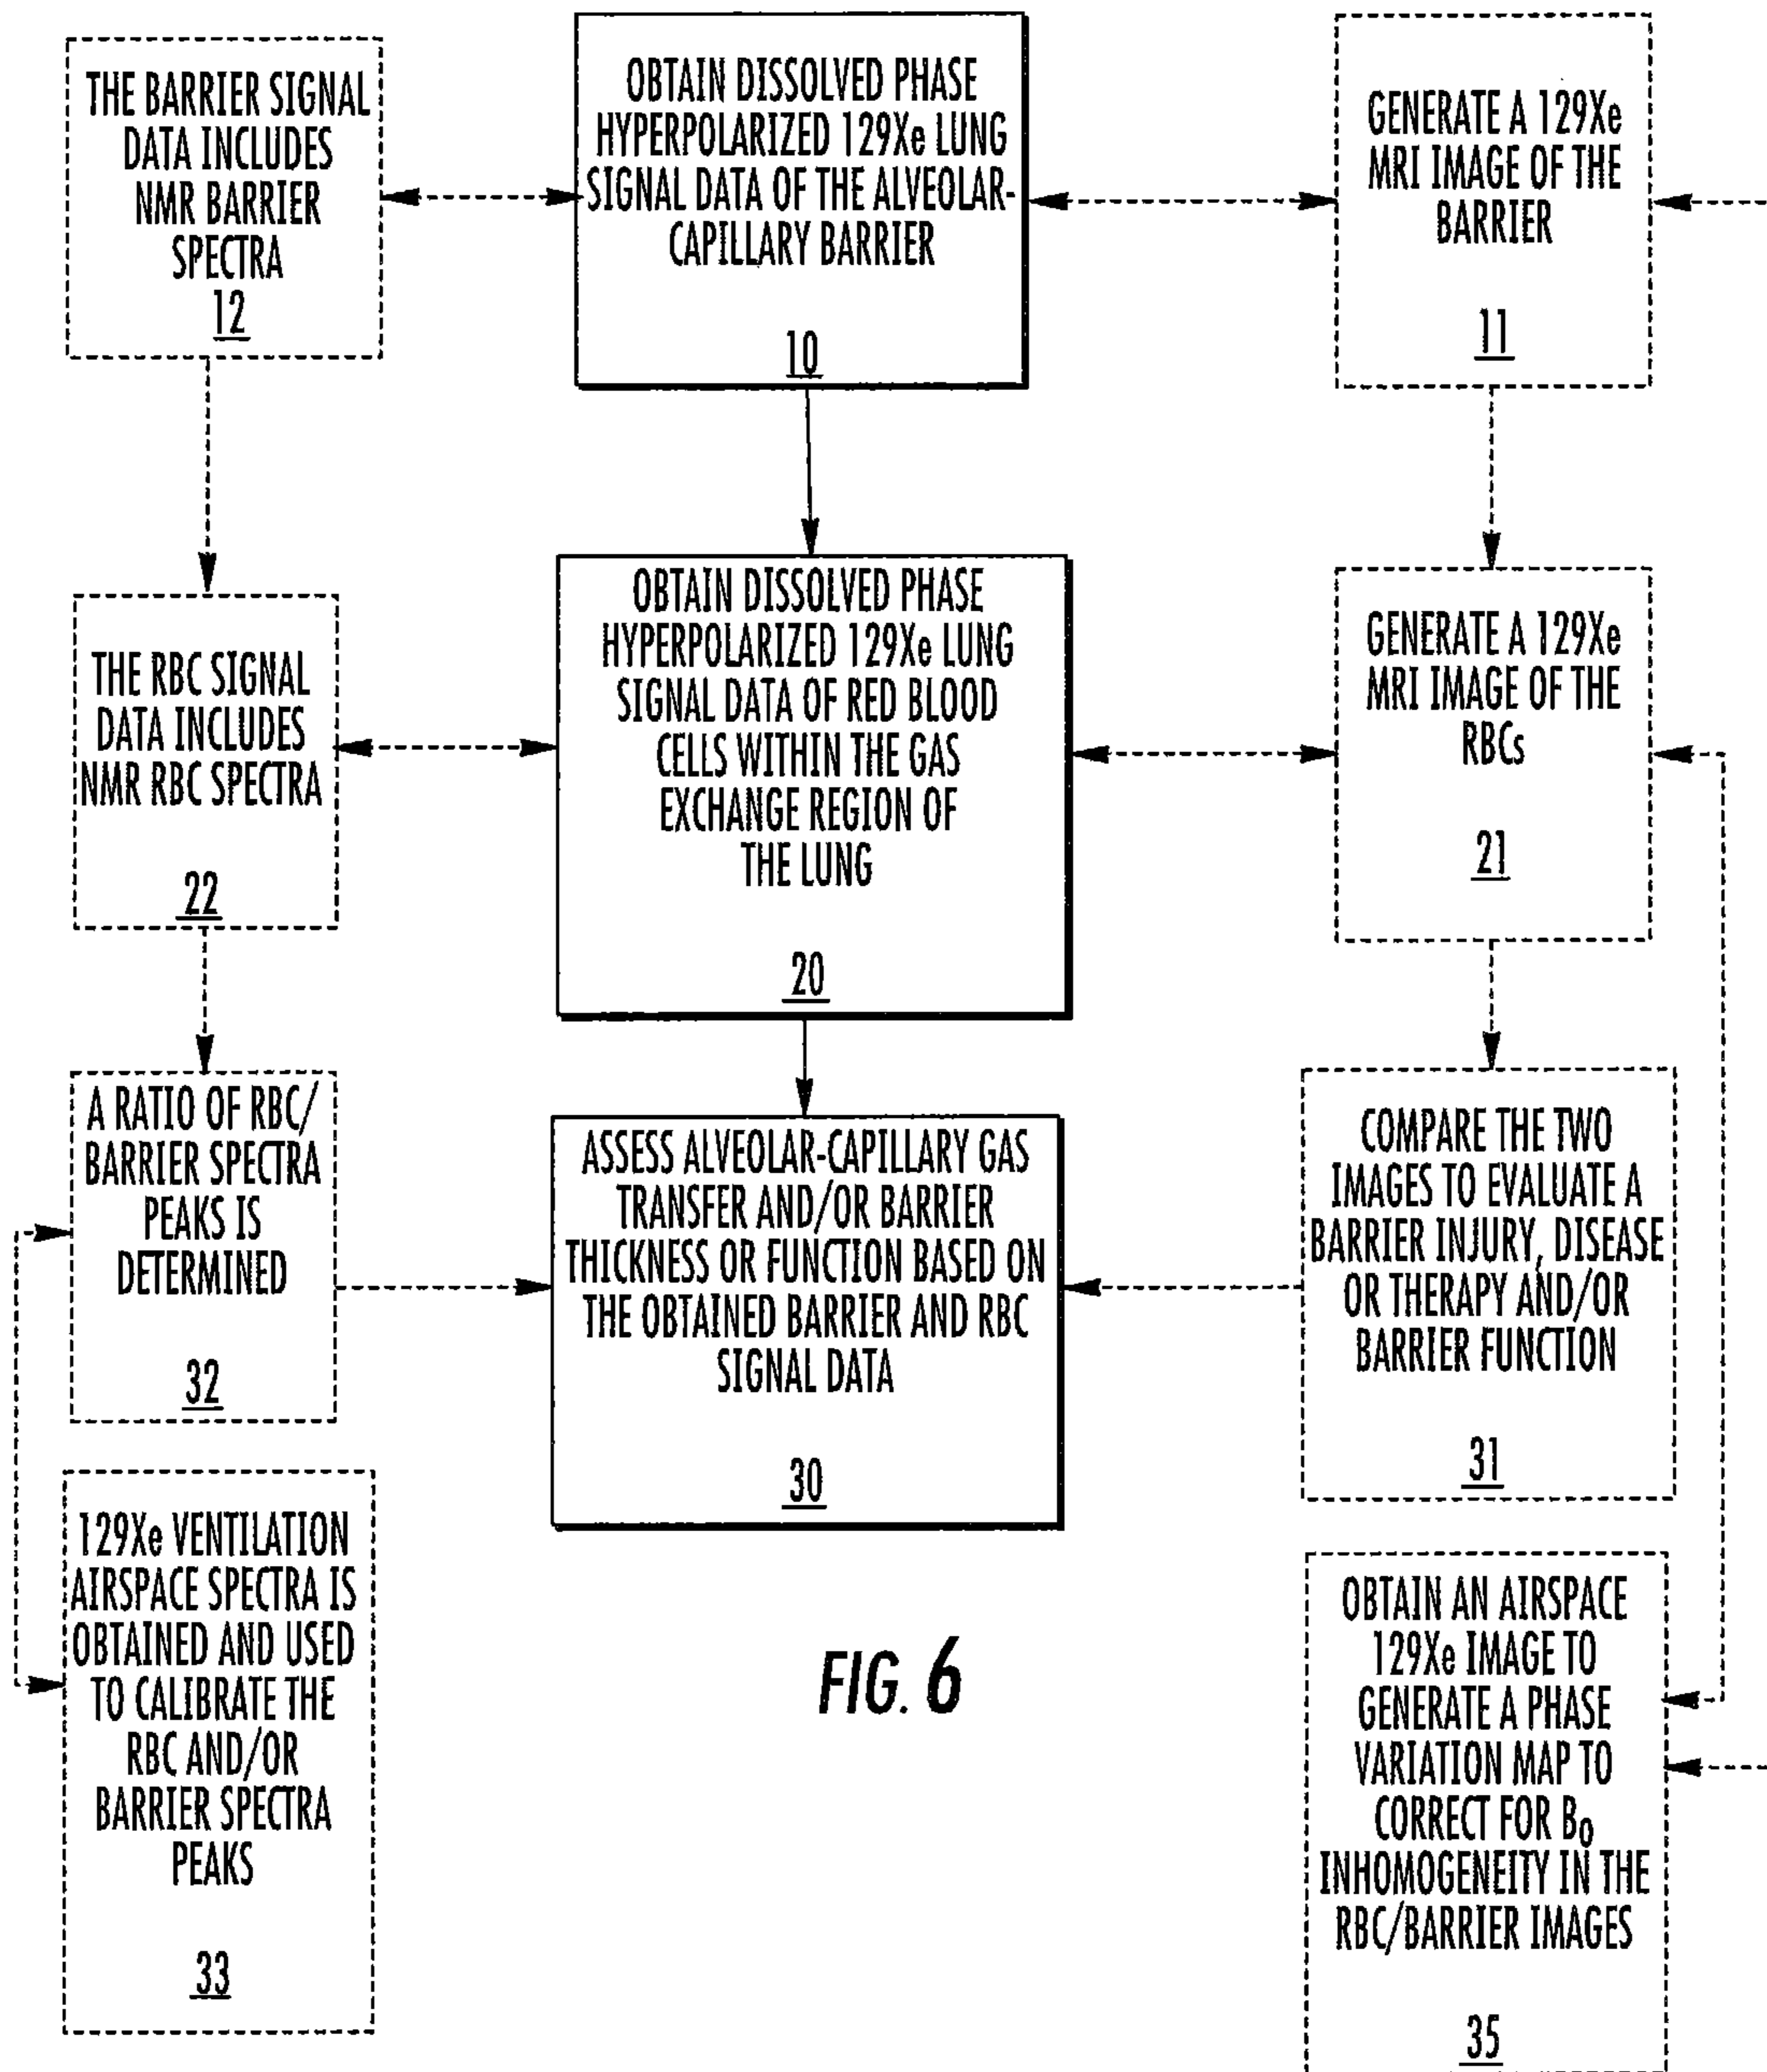 THE BARRIER SIGNAL
DATA INCLUDES
NMR BARRIER
SPECTRA
12
OBTAIN DISSOLVED PHASE
HYPERPOLARIZED 129Xe LUNG
SIGNAL DATA OF THE ALVEOLAR-
CAPILLARY BARRIER
10
GENERATE A 129Xe
MRI IMAGE OF THE
BARRIER
11
THE RBC SIGNAL
DATA INCLUDES
NMR RBC SPECTRA
22
OBTAIN DISSOLVED PHASE
HYPERPOLARIZED 129Xe LUNG
SIGNAL DATA OF RED BLOOD
CELLS WITHIN THE GAS
EXCHANGE REGION OF
THE LUNG
20
GENERATE A 129Xe
MRI IMAGE OF THE
RBCs
21
A RATIO OF RBC/
BARRIER SPECTRA
PEAKS IS
DETERMINED
32
ASSESS ALVEOLAR-CAPILLARY GAS
TRANSFER AND/OR BARRIER
THICKNESS OR FUNCTION BASED ON
THE OBTAINED BARRIER AND RBC
SIGNAL DATA
30
COMPARE THE TWO
IMAGES TO EVALUATE A
BARRIER INJURY, DISEASE
OR THERAPY AND/OR
BARRIER FUNCTION
31
129Xe VENTILATION
AIRSPACE SPECTRA IS
OBTAINED AND USED
TO CALIBRATE THE
RBC AND/OR
BARRIER SPECTRA
PEAKS
33
OBTAIN AN AIRSPACE
129Xe IMAGE TO
GENERATE A PHASE
VARIATION MAP TO
CORRECT FOR B0
INHOMOGENEITY IN THE
RBC/BARRIER IMAGES
35
FIG. 6